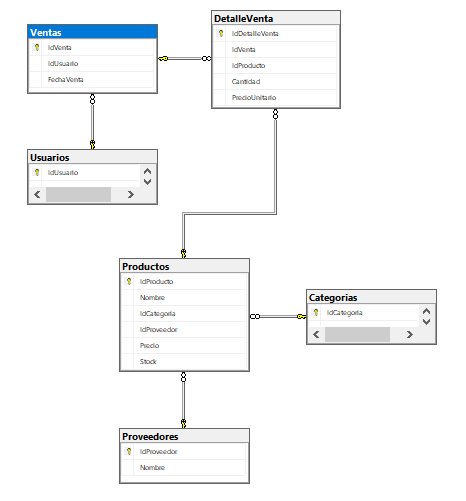 DetalleVenta
IdDetalleVenta
IdVenta
IdProducto
Cantidad
PrecioUnitario
Ventas
IdVenta
IdUsuario
FechaVenta
Usuarios
IdUsuario
Productos
IdProducto
Nombre
IdCategoria
IdProveedor
Precio
Stock
Categorias
IdCategoria
Proveedores
IdProveedor
Nombre